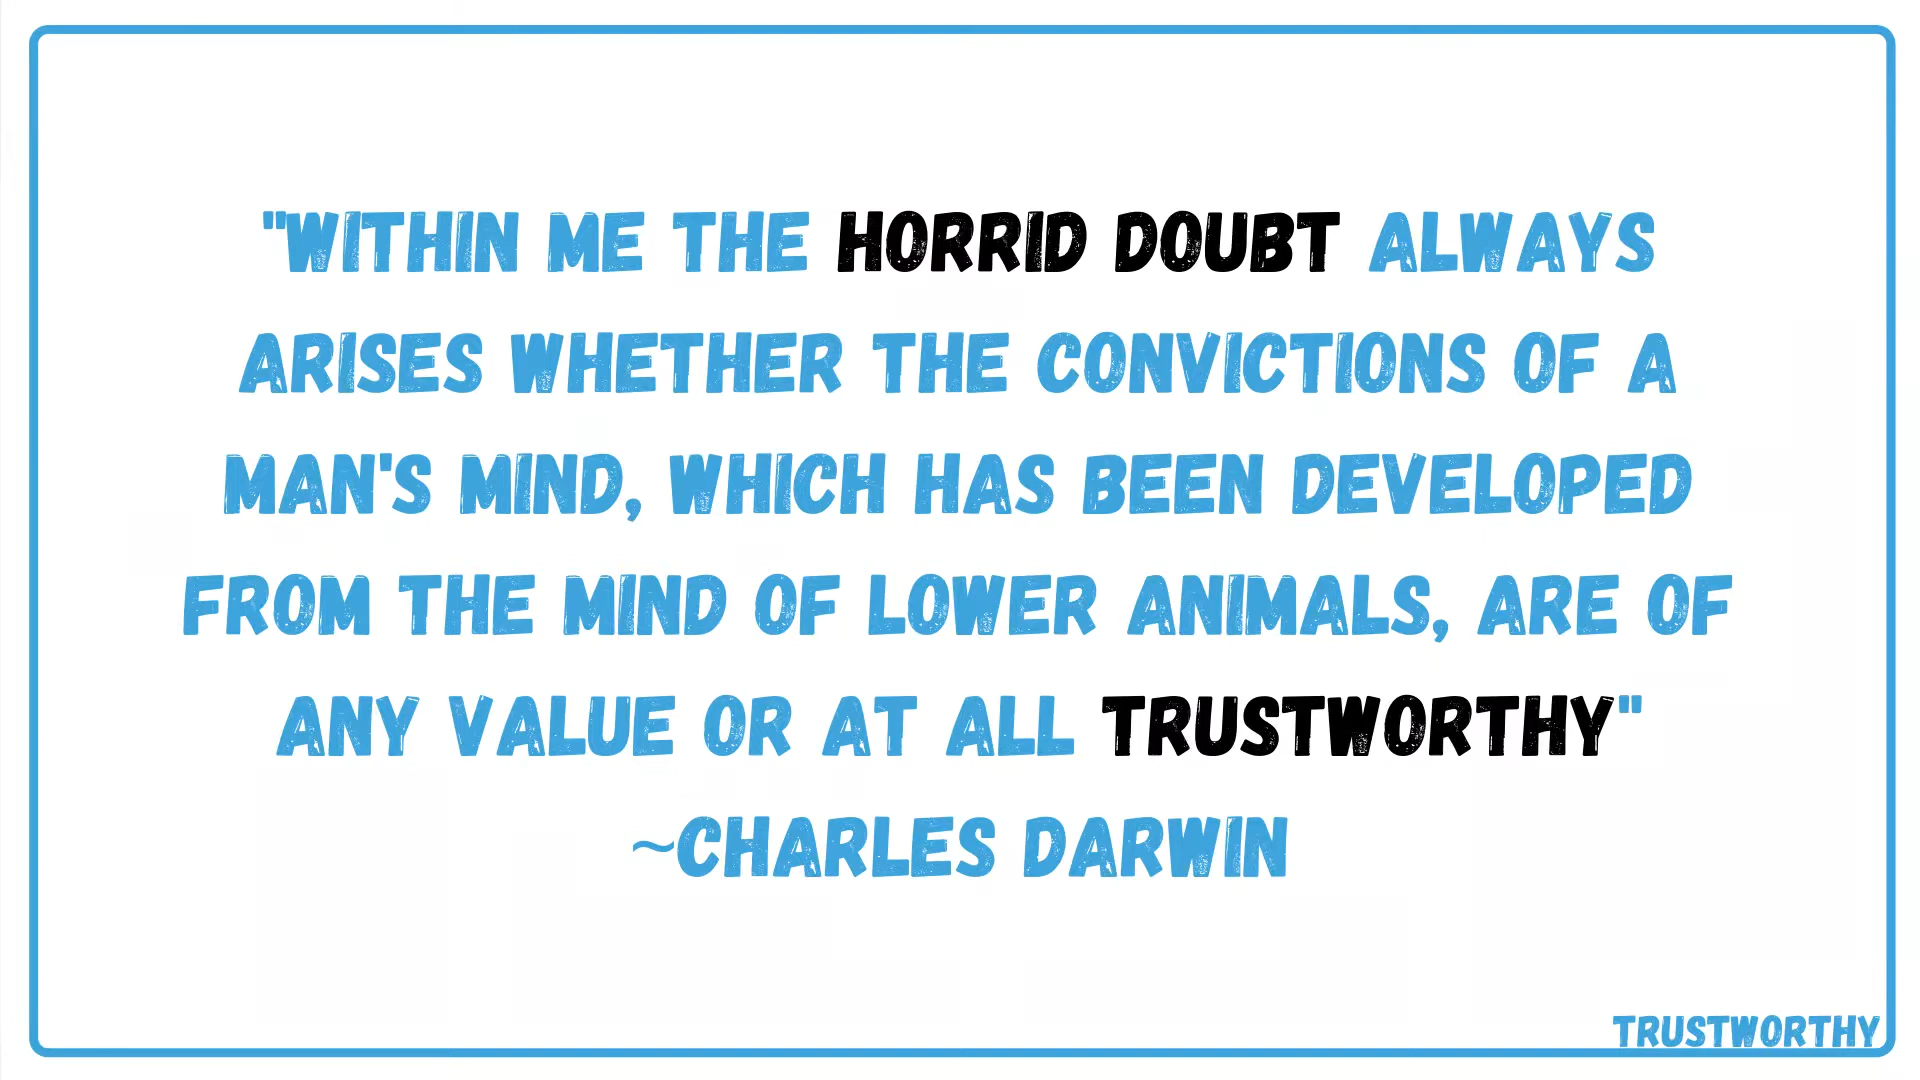 "WITHIN ME THE HORRID DOUBT ALWAYS
ARISES WHETHER THE CONVICTIONS OF A
MAN'S MIND, WHICH HAS BEEN DEVELOPED
FROM THE MIND OF LOWER ANIMALS, ARE OF
ANY VALUE OR AT ALL TRUSTWORTHY"
~CHARLES DARWIN
TRUSTWORTHY